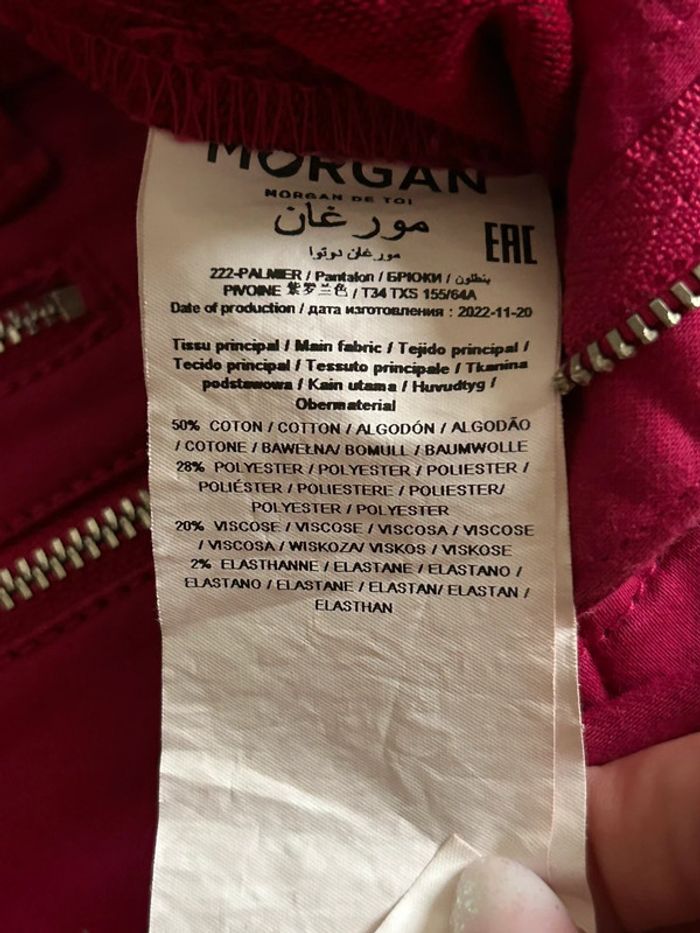 MORGAN
MORGAN DE TOI
مورغان
مورغان دوتوا
EAC
222-PALMIER / Pantalon / БРЮКИ / بنطلون
PIVOINE 紫罗兰色 / T34 TXS 155/64A
Date of production / дата изготовления : 2022-11-20
Tissu principal / Main fabric / Tejido principal /
Tecido principal / Tessuto principale / Tkanina
podstawowa / Kain utama / Huvudtyg /
Obermaterial
50% COTON / COTTON / ALGODÓN / ALGODÃO
/ COTONE / BAWEŁNA/ BOMULL / BAUMWOLLE
28% POLYESTER / POLYESTER / POLIESTER /
POLIÉSTER / POLIESTERE / POLIESTER/
POLYESTER / POLYESTER
20% VISCOSE / VISCOSE / VISCOSA / VISCOSE
/ VISCOSA / WISKOZA/ VISKOS / VISKOSE
2% ELASTHANNE / ELASTANE / ELASTANO /
ELASTANO / ELASTANE / ELASTAN/ ELASTAN /
ELASTHAN